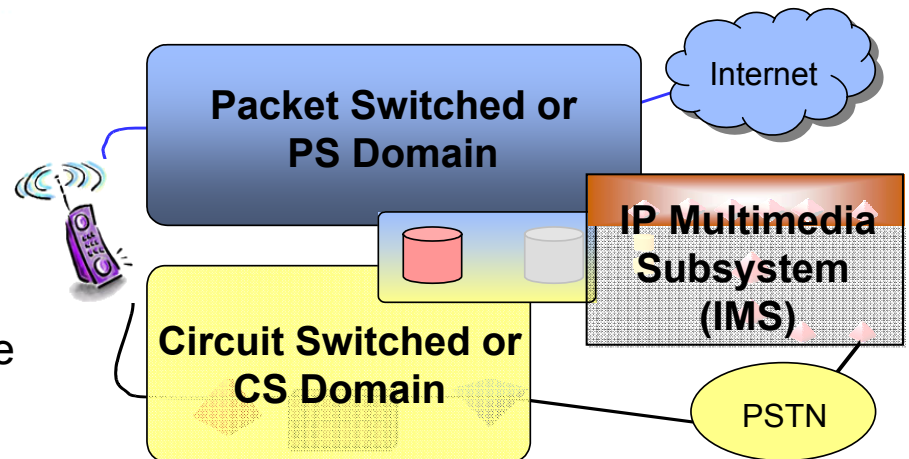 Internet
Packet Switched or
PS Domain
IP Multimedia
Subsystem
(IMS)
Circuit Switched or
CS Domain
e
PSTN